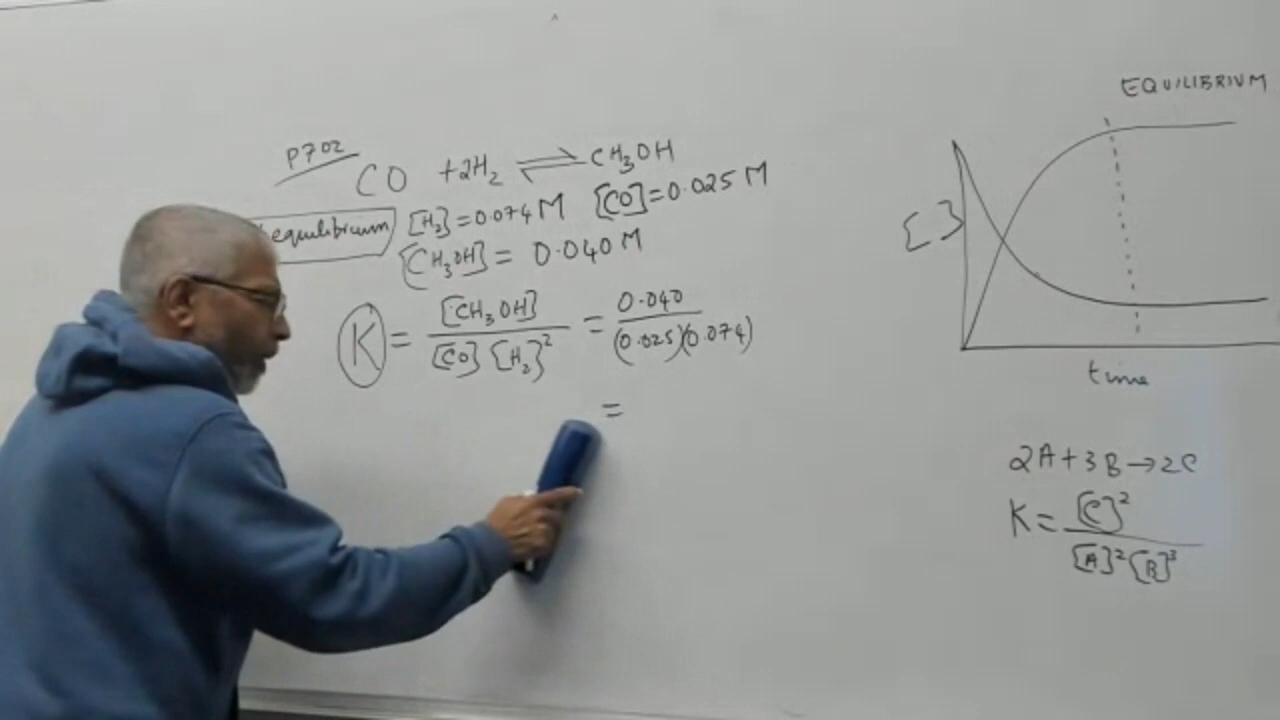 P702
CO + 2H₂ ⇌ CH₃OH
equilibrium [H₂] = 0.074 M [CO] = 0.025 M
[CH₃OH] = 0.040 M
K = [CH₃OH] / [CO] [H₂]² = 0.040 / (0.025)(0.074)
=
EQUILIBRIUM
[ ]
time
2A + 3B → 2C
K = [C]² / [A]² [B]³